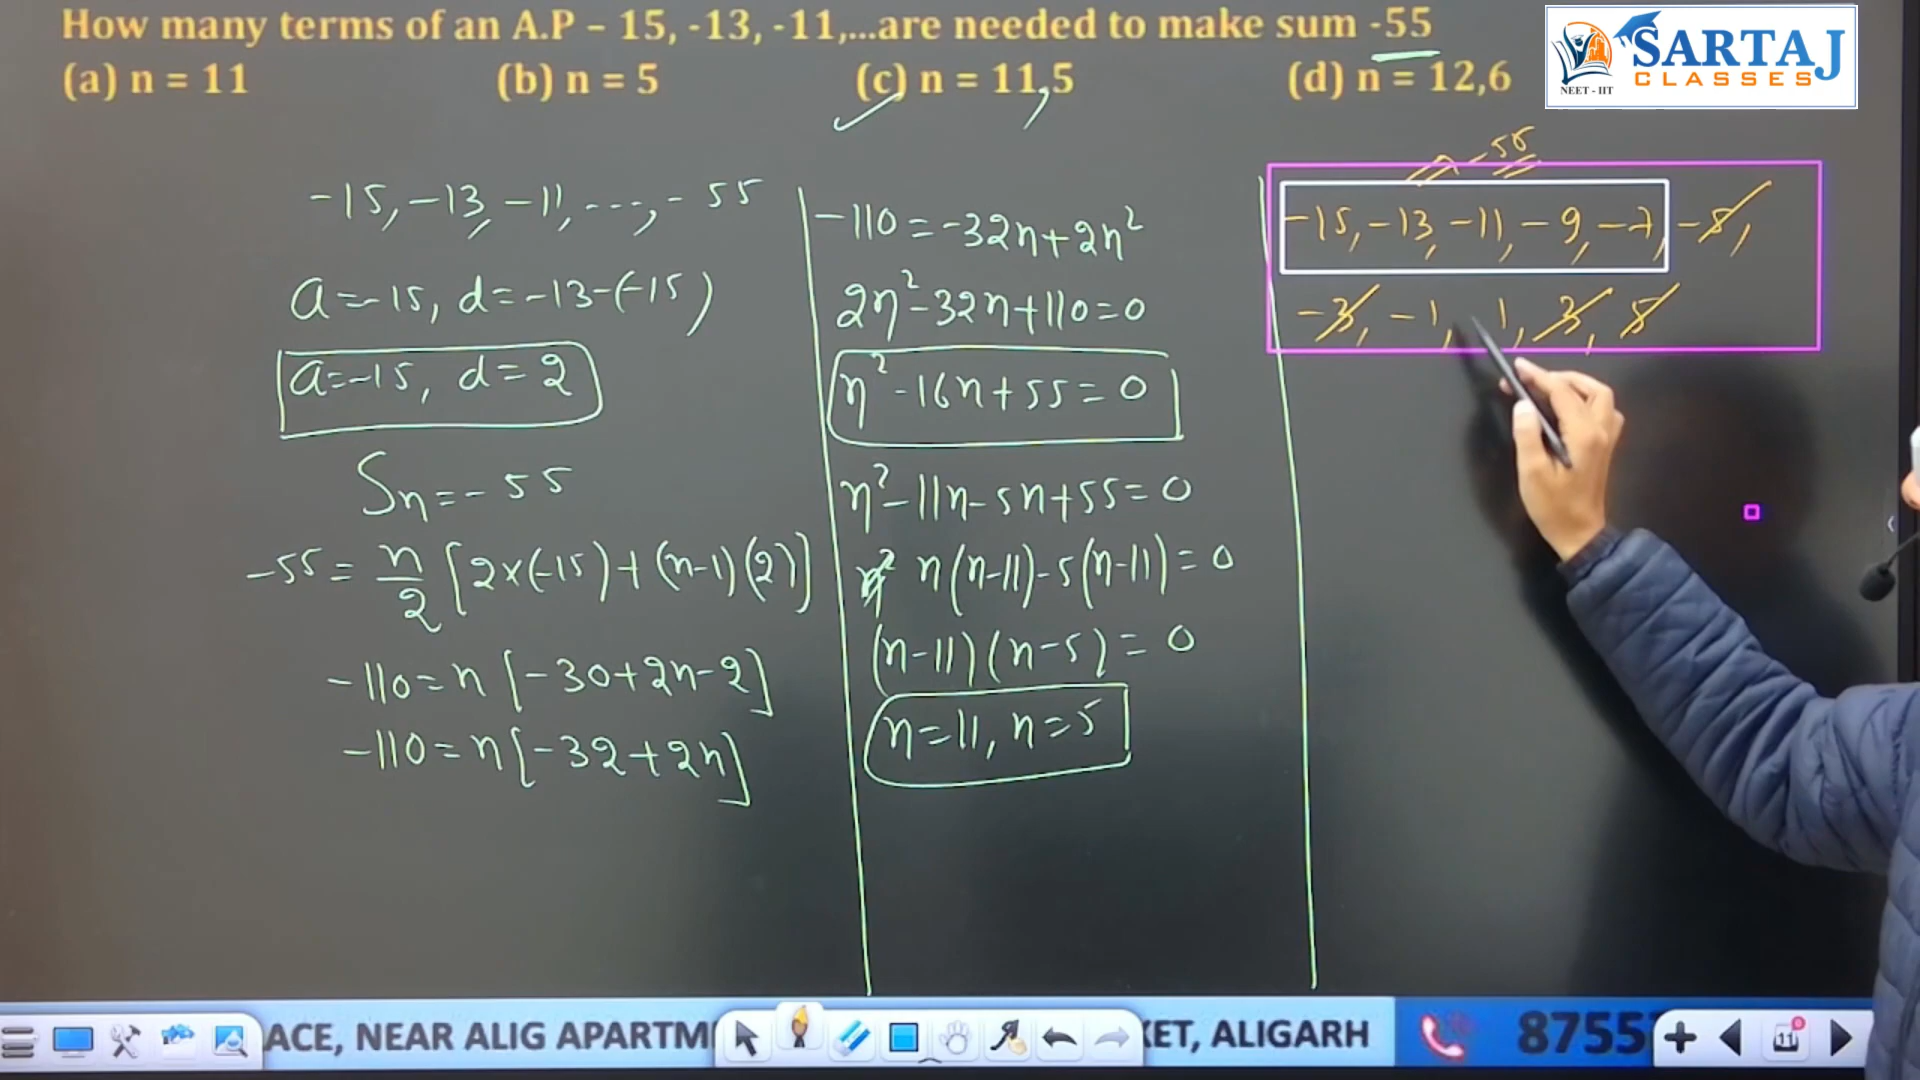 How many terms of an A.P – 15, -13, -11,...are needed to make sum -55
(a) n = 11 (b) n = 5 (c) n = 11,5 (d) n = 12,6
SARTAJ
CLASSES
NEET - IIT
-15, -13, -11, ---, - 55
a=-15, d=-13-(-15)
a=-15, d=2
Sn=-55
-55 = n/2 [2×(-15)+(n-1)(2)]
-110=n[-30+2n-2]
-110=n[-32+2n]
-110=-32n+2n²
2n²-32n+110=0
n²-16n+55=0
n²-11n-5n+55=0
n(n-11)-5(n-11)=0
(n-11)(n-5)=0
n=11, n=5
-55
-15, -13, -11, -9, -7, -5,
-3, -1, 1, 3, 5
ACE, NEAR ALIG APARTM
KET, ALIGARH
8755
11